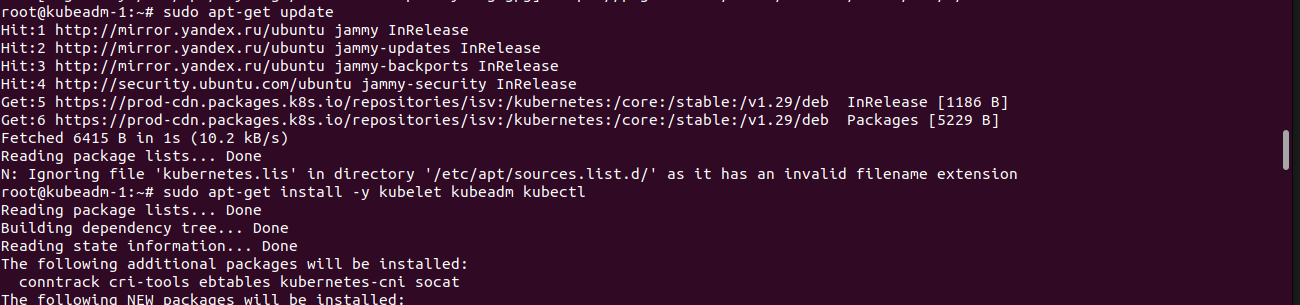 root@kubeadm-1:~# sudo apt-get update
Hit:1 http://mirror.yandex.ru/ubuntu jammy InRelease
Hit:2 http://mirror.yandex.ru/ubuntu jammy-updates InRelease
Hit:3 http://mirror.yandex.ru/ubuntu jammy-backports InRelease
Hit:4 http://security.ubuntu.com/ubuntu jammy-security InRelease
Get:5 https://prod-cdn.packages.k8s.io/repositories/isv:/kubernetes:/core:/stable:/v1.29/deb  InRelease [1186 B]
Get:6 https://prod-cdn.packages.k8s.io/repositories/isv:/kubernetes:/core:/stable:/v1.29/deb  Packages [5229 B]
Fetched 6415 B in 1s (10.2 kB/s)
Reading package lists... Done
N: Ignoring file 'kubernetes.lis' in directory '/etc/apt/sources.list.d/' as it has an invalid filename extension
root@kubeadm-1:~# sudo apt-get install -y kubelet kubeadm kubectl
Reading package lists... Done
Building dependency tree... Done
Reading state information... Done
The following additional packages will be installed:
  conntrack cri-tools ebtables kubernetes-cni socat
The following NEW packages will be installed: